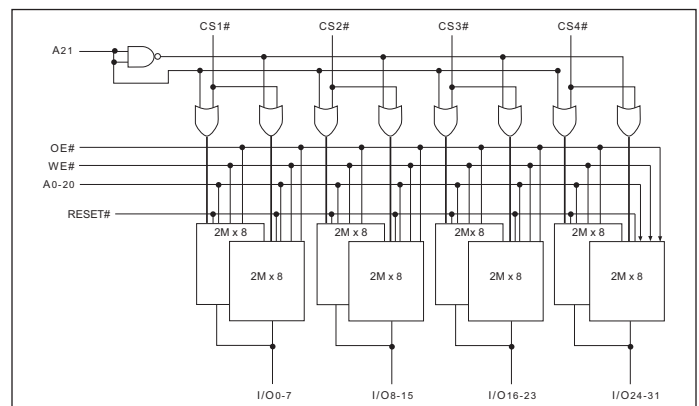 CS1# CS2# CS3# CS4#
A21
OE#
WE#
A0-20
RESET#
2M x 8 2M x 8 2M x 8 2M x 8
2M x 8 2M x 8 2M x 8 2M x 8
I/O0-7 I/O8-15 I/O16-23 I/O24-31